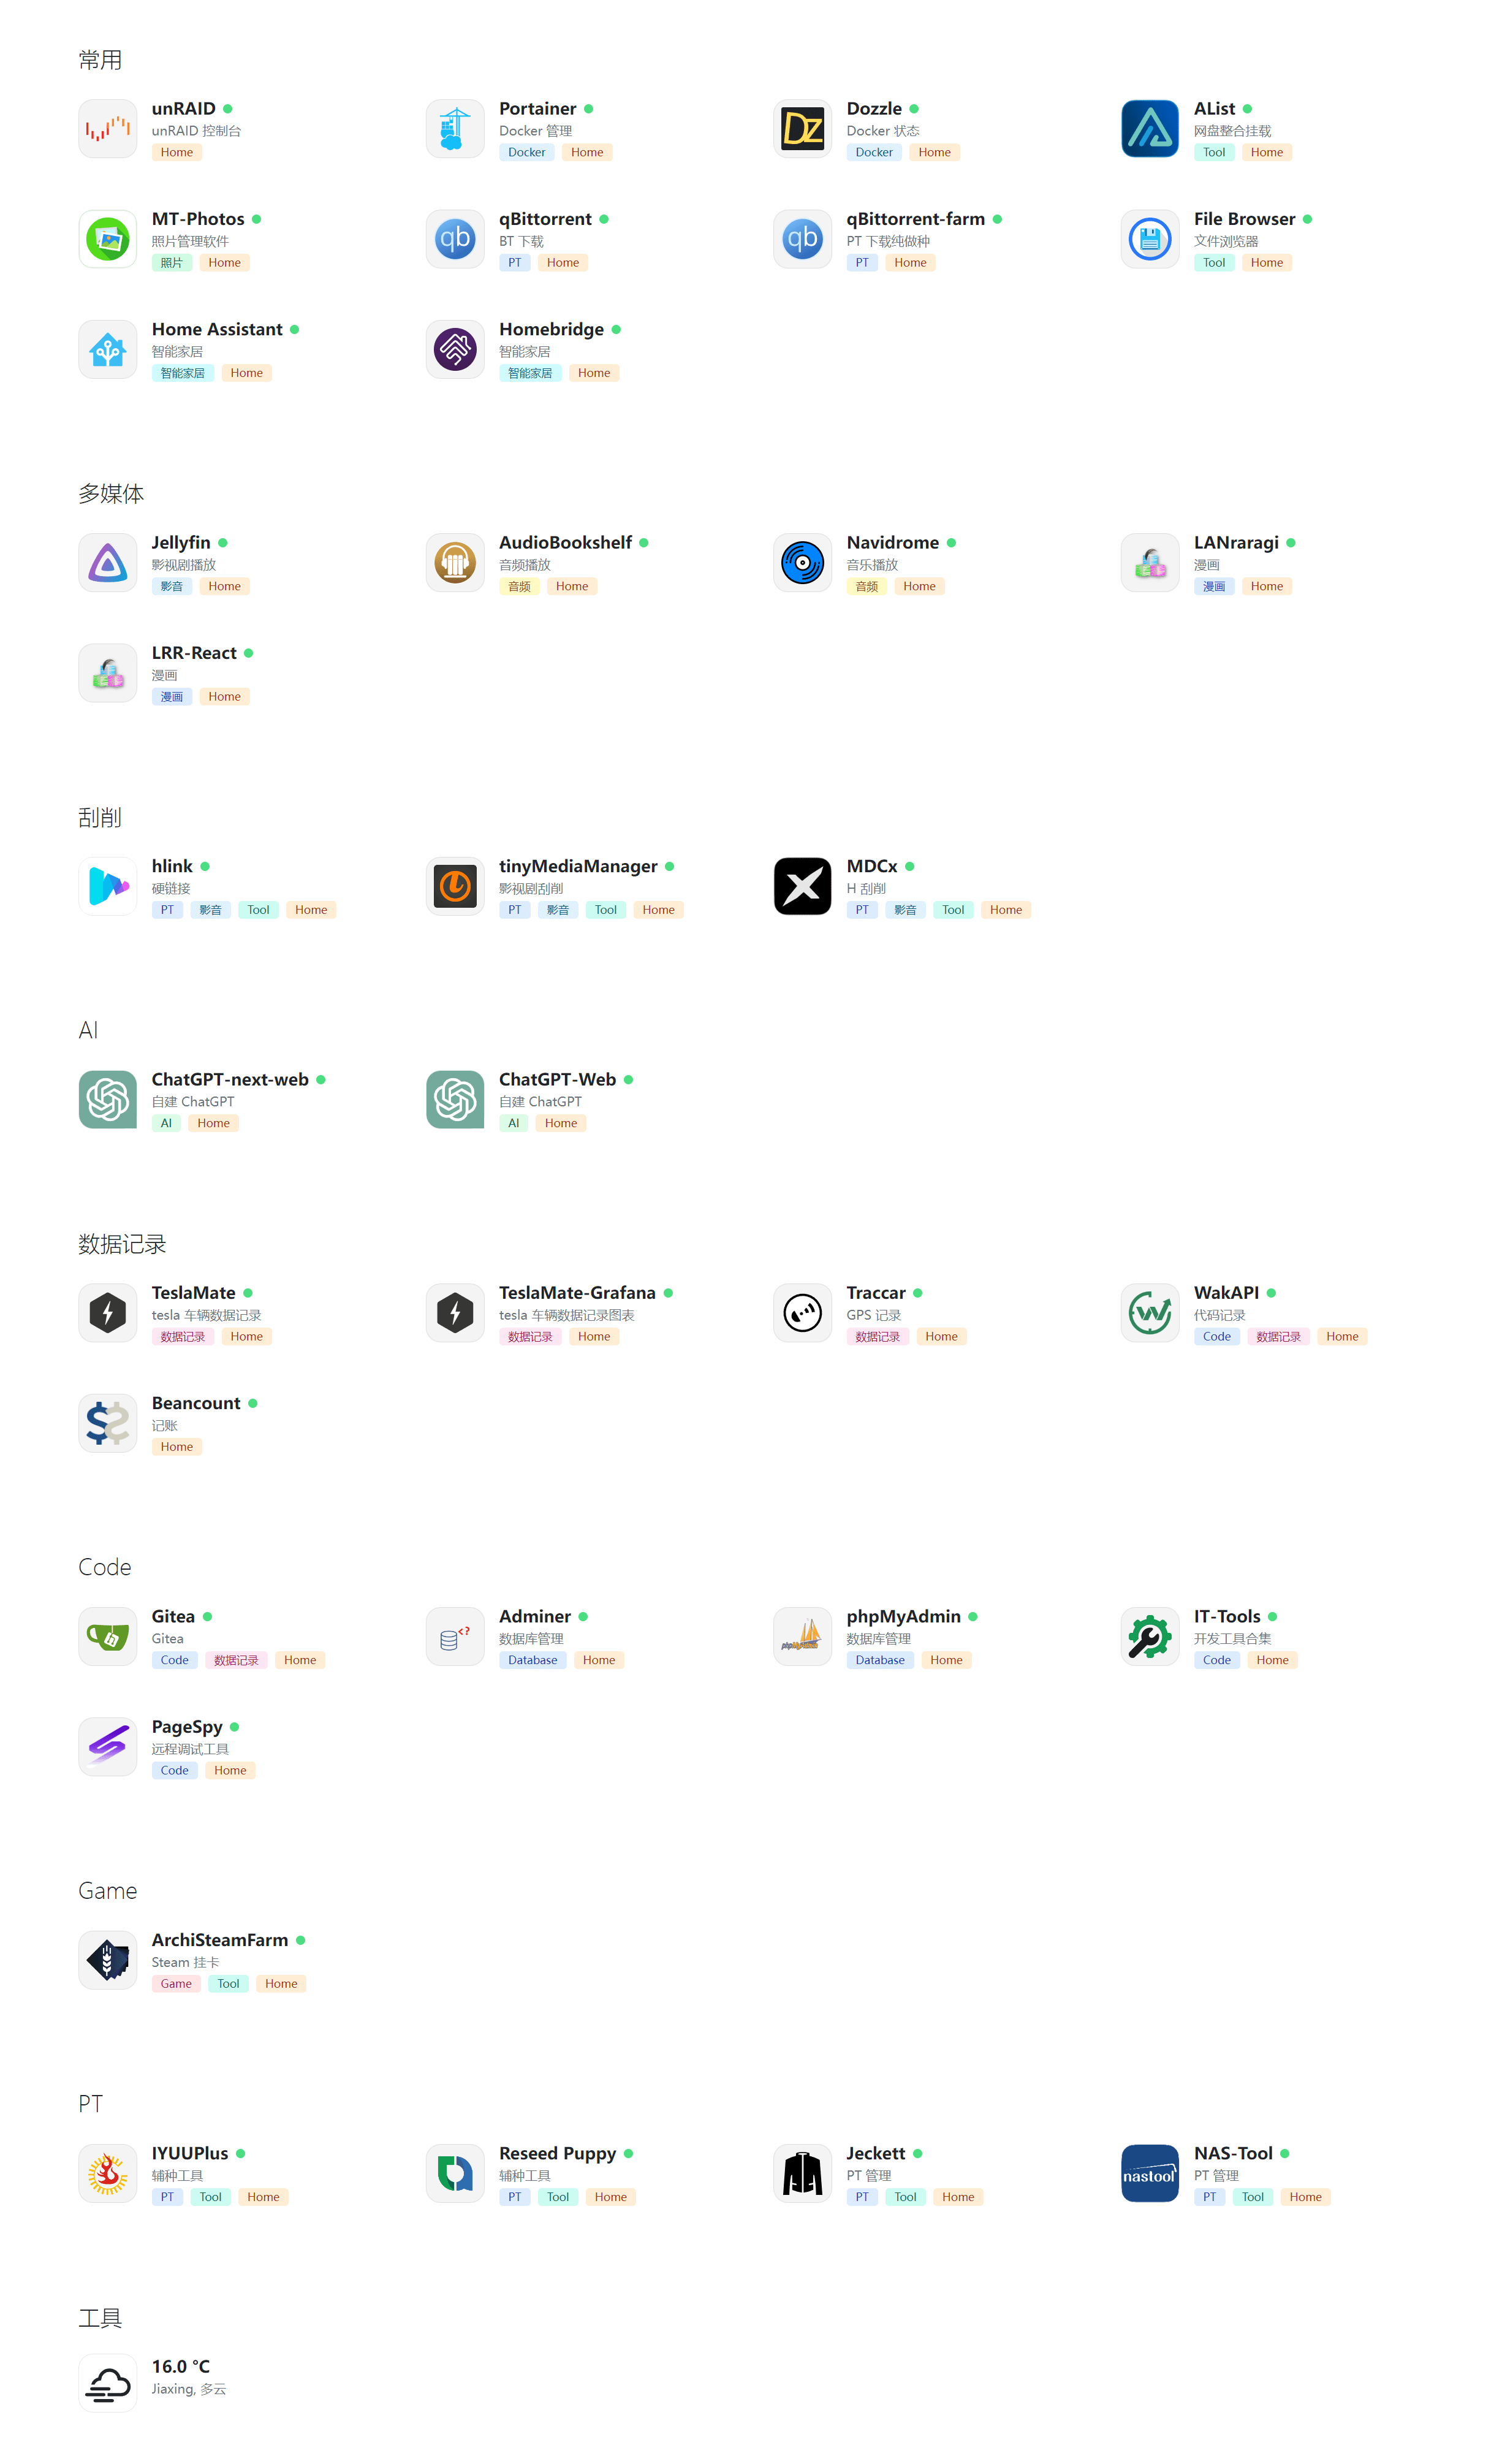 常用
unRAID
unRAID 控制台
Home
Portainer
Docker 管理
Docker Home
Dozzle
Docker 状态
Docker Home
AList
网盘整合挂载
Tool Home
MT-Photos
照片管理软件
照片 Home
qBittorrent
BT 下载
PT Home
qBittorrent-farm
PT 下载纯做种
PT Home
File Browser
文件浏览器
Tool Home
Home Assistant
智能家居
智能家居 Home
Homebridge
智能家居
智能家居 Home
多媒体
Jellyfin
影视剧播放
影音 Home
AudioBookshelf
音频播放
音频 Home
Navidrome
音乐播放
音频 Home
LANraragi
漫画
漫画 Home
LRR-React
漫画
漫画 Home
刮削
hlink
硬链接
PT 影音 Tool Home
tinyMediaManager
影视剧刮削
PT 影音 Tool Home
MDCx
H 刮削
PT 影音 Tool Home
AI
ChatGPT-next-web
自建 ChatGPT
AI Home
ChatGPT-Web
自建 ChatGPT
AI Home
数据记录
TeslaMate
tesla 车辆数据记录
数据记录 Home
TeslaMate-Grafana
tesla 车辆数据记录图表
数据记录 Home
Traccar
GPS 记录
数据记录 Home
WakAPI
代码记录
Code 数据记录 Home
Beancount
记账
Home
Code
Gitea
Gitea
Code 数据记录 Home
Adminer
数据库管理
Database Home
phpMyAdmin
数据库管理
Database Home
IT-Tools
开发工具合集
Code Home
PageSpy
远程调试工具
Code Home
Game
ArchiSteamFarm
Steam 挂卡
Game Tool Home
PT
IYUUPlus
辅种工具
PT Tool Home
Reseed Puppy
辅种工具
PT Tool Home
Jeckett
PT 管理
PT Tool Home
nastool
NAS-Tool
PT 管理
PT Tool Home
工具
16.0 °C
Jiaxing, 多云